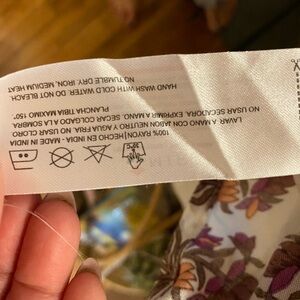 30°C
100% RAYON HECHO EN INDIA - MADE IN INDIA
LAVAR A MANO CON JABON NEUTRO Y AGUA FRIA NO USAR CLORO
NO USAR SECADORA EXPRIMIR A MANO SECAR COLGADO A LA SOMBRA
PLANCHA TIBIA MAXIMO 150°
HAND WASH WITH COLD WATER, DO NOT BLEACH,
NO TUMBLE DRY, IRON, MEDIUM HEAT